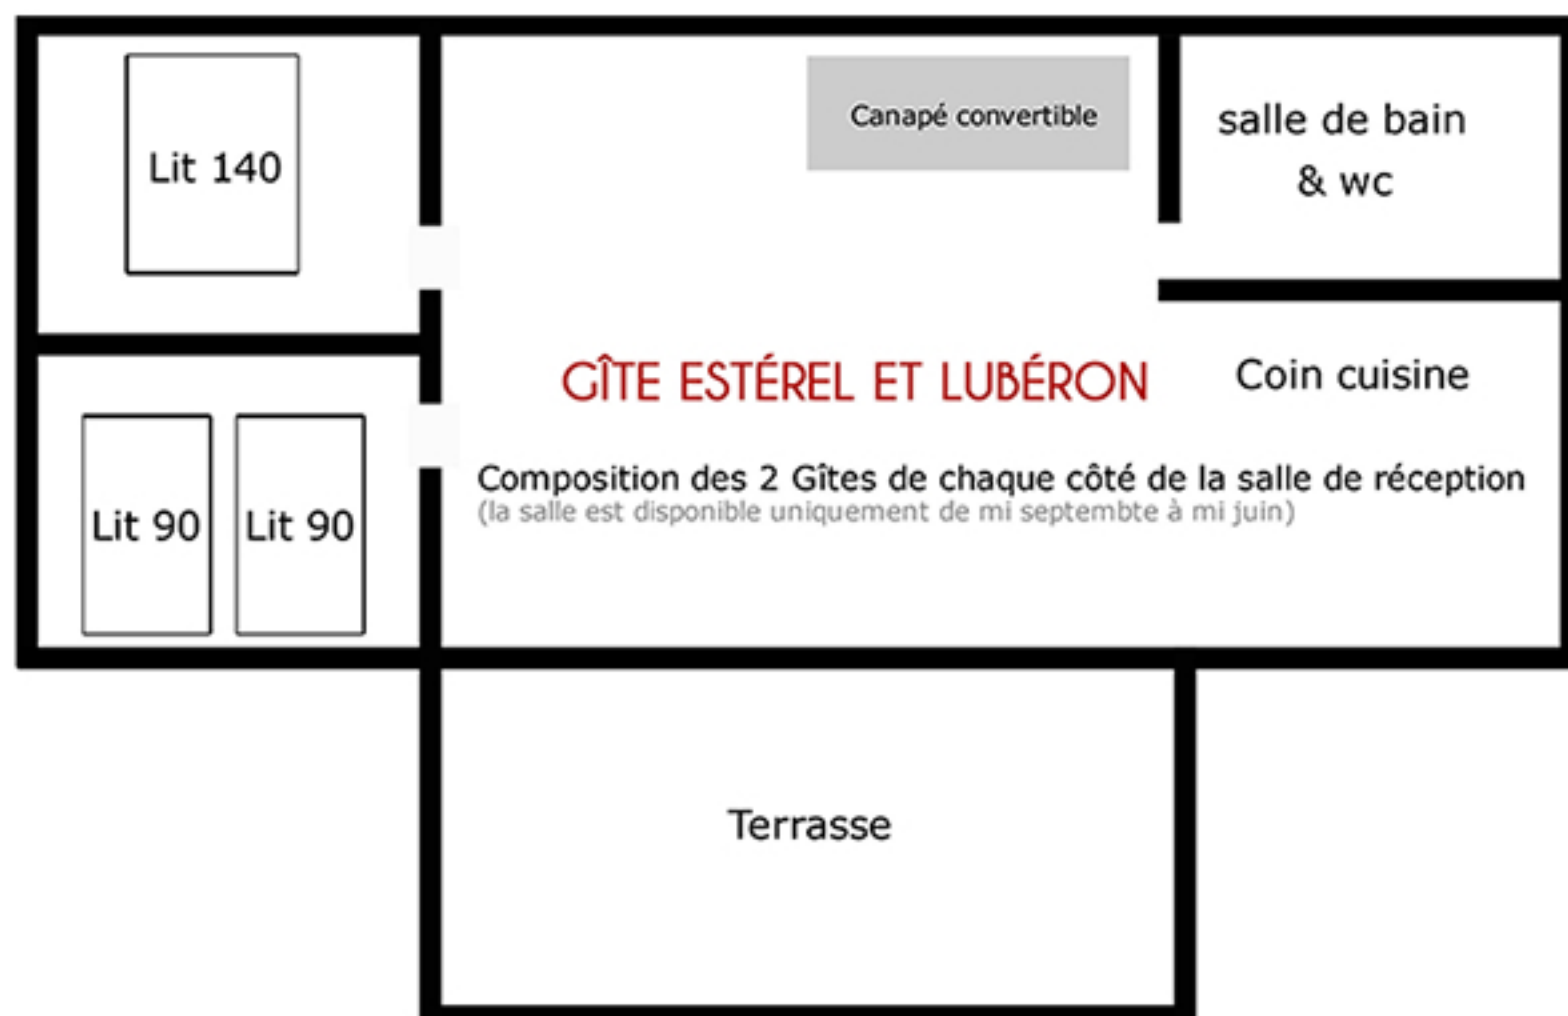 Canapé convertible
salle de bain
& wc
Lit 140
GÎTE ESTÉREL ET LUBÉRON
Coin cuisine
Composition des 2 Gîtes de chaque côté de la salle de réception
(la salle est disponible uniquement de mi septembte à mi juin)
Lit 90
Lit 90
Terrasse